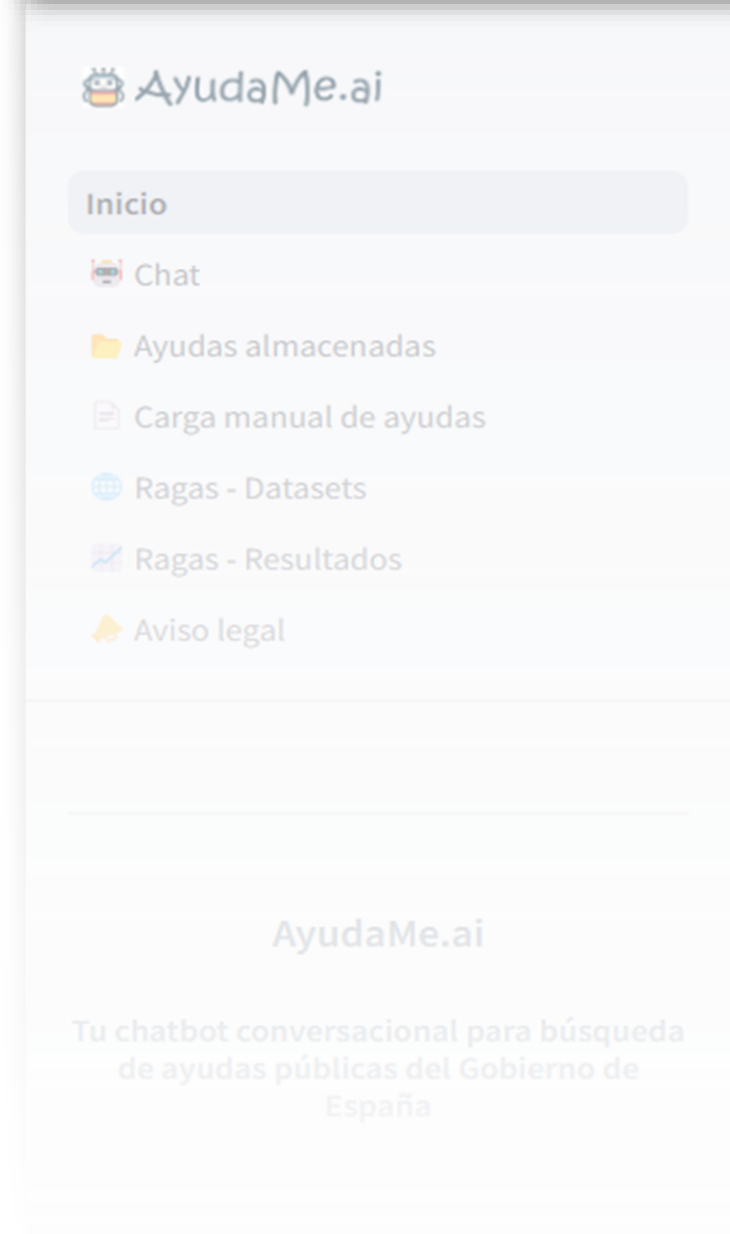 AyudaMe.ai
Inicio
Chat
Ayudas almacenadas
Carga manual de ayudas
Ragas - Datasets
Ragas - Resultados
Aviso legal
AyudaMe.ai
Tu chatbot conversacional para búsqueda
de ayudas públicas del Gobierno de
España